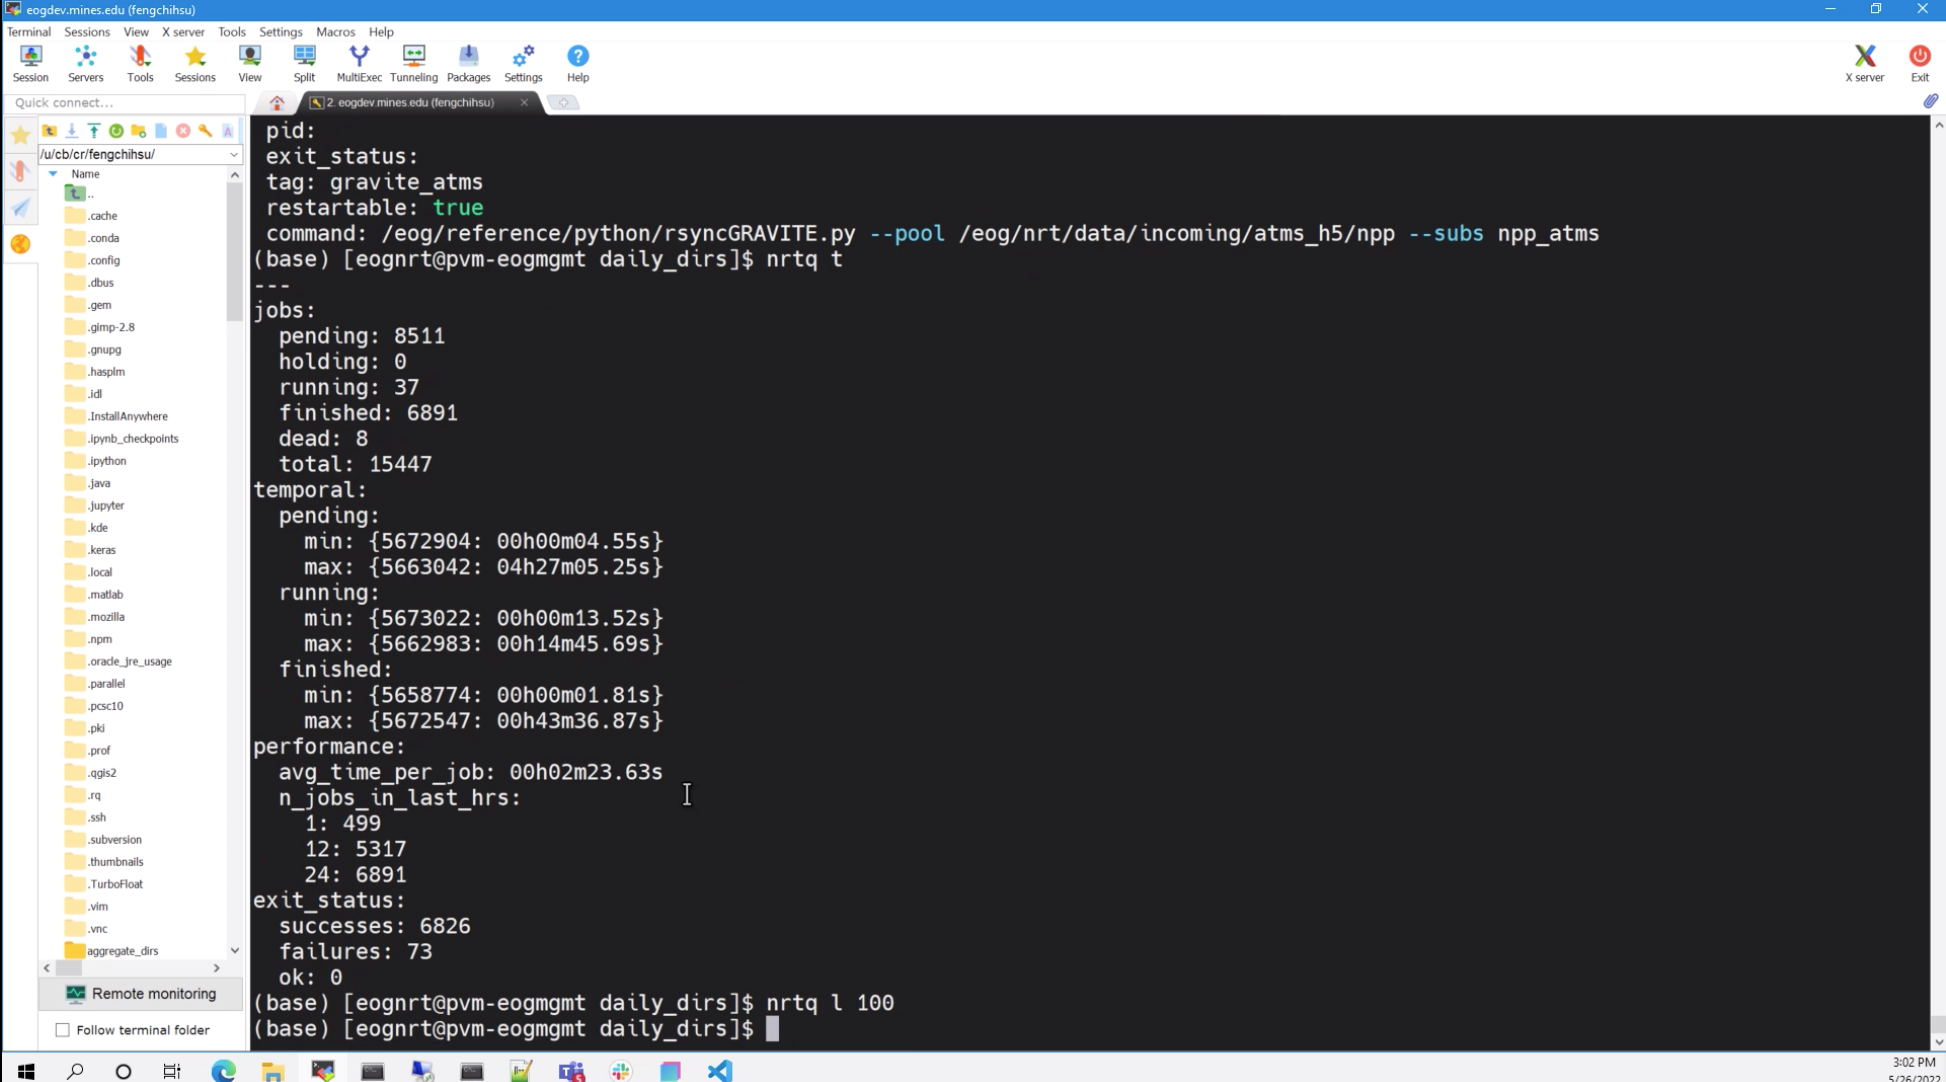 eogdev.mines.edu (fengchihsu)
Terminal Sessions View X server Tools Settings Macros Help
Session Servers Tools Sessions View Split MultiExec Tunneling Packages Settings Help X server Exit
Quick connect...
2. eogdev.mines.edu (fengchihsu)
/u/cb/cr/fengchihsu/
Name
..
.cache
.conda
.config
.dbus
.gem
.gimp-2.8
.gnupg
.hasplm
.idl
.InstallAnywhere
.ipynb_checkpoints
.ipython
.java
.jupyter
.kde
.keras
.local
.matlab
.mozilla
.npm
.oracle_jre_usage
.parallel
.pcsc10
.pki
.prof
.qgis2
.rq
.ssh
.subversion
.thumbnails
.TurboFloat
.vim
.vnc
aggregate_dirs
Remote monitoring
Follow terminal folder
pid:
exit_status:
tag: gravite_atms
restartable: true
command: /eog/reference/python/rsyncGRAVITE.py --pool /eog/nrt/data/incoming/atms_h5/npp --subs npp_atms
(base) [eognrt@pvm-eogmgmt daily_dirs]$ nrtq t
---
jobs:
pending: 8511
holding: 0
running: 37
finished: 6891
dead: 8
total: 15447
temporal:
pending:
min: {5672904: 00h00m04.55s}
max: {5663042: 04h27m05.25s}
running:
min: {5673022: 00h00m13.52s}
max: {5662983: 00h14m45.69s}
finished:
min: {5658774: 00h00m01.81s}
max: {5672547: 00h43m36.87s}
performance:
avg_time_per_job: 00h02m23.63s
n_jobs_in_last_hrs:
1: 499
12: 5317
24: 6891
exit_status:
successes: 6826
failures: 73
ok: 0
(base) [eognrt@pvm-eogmgmt daily_dirs]$ nrtq l 100
(base) [eognrt@pvm-eogmgmt daily_dirs]$
3:02 PM
5/26/2022